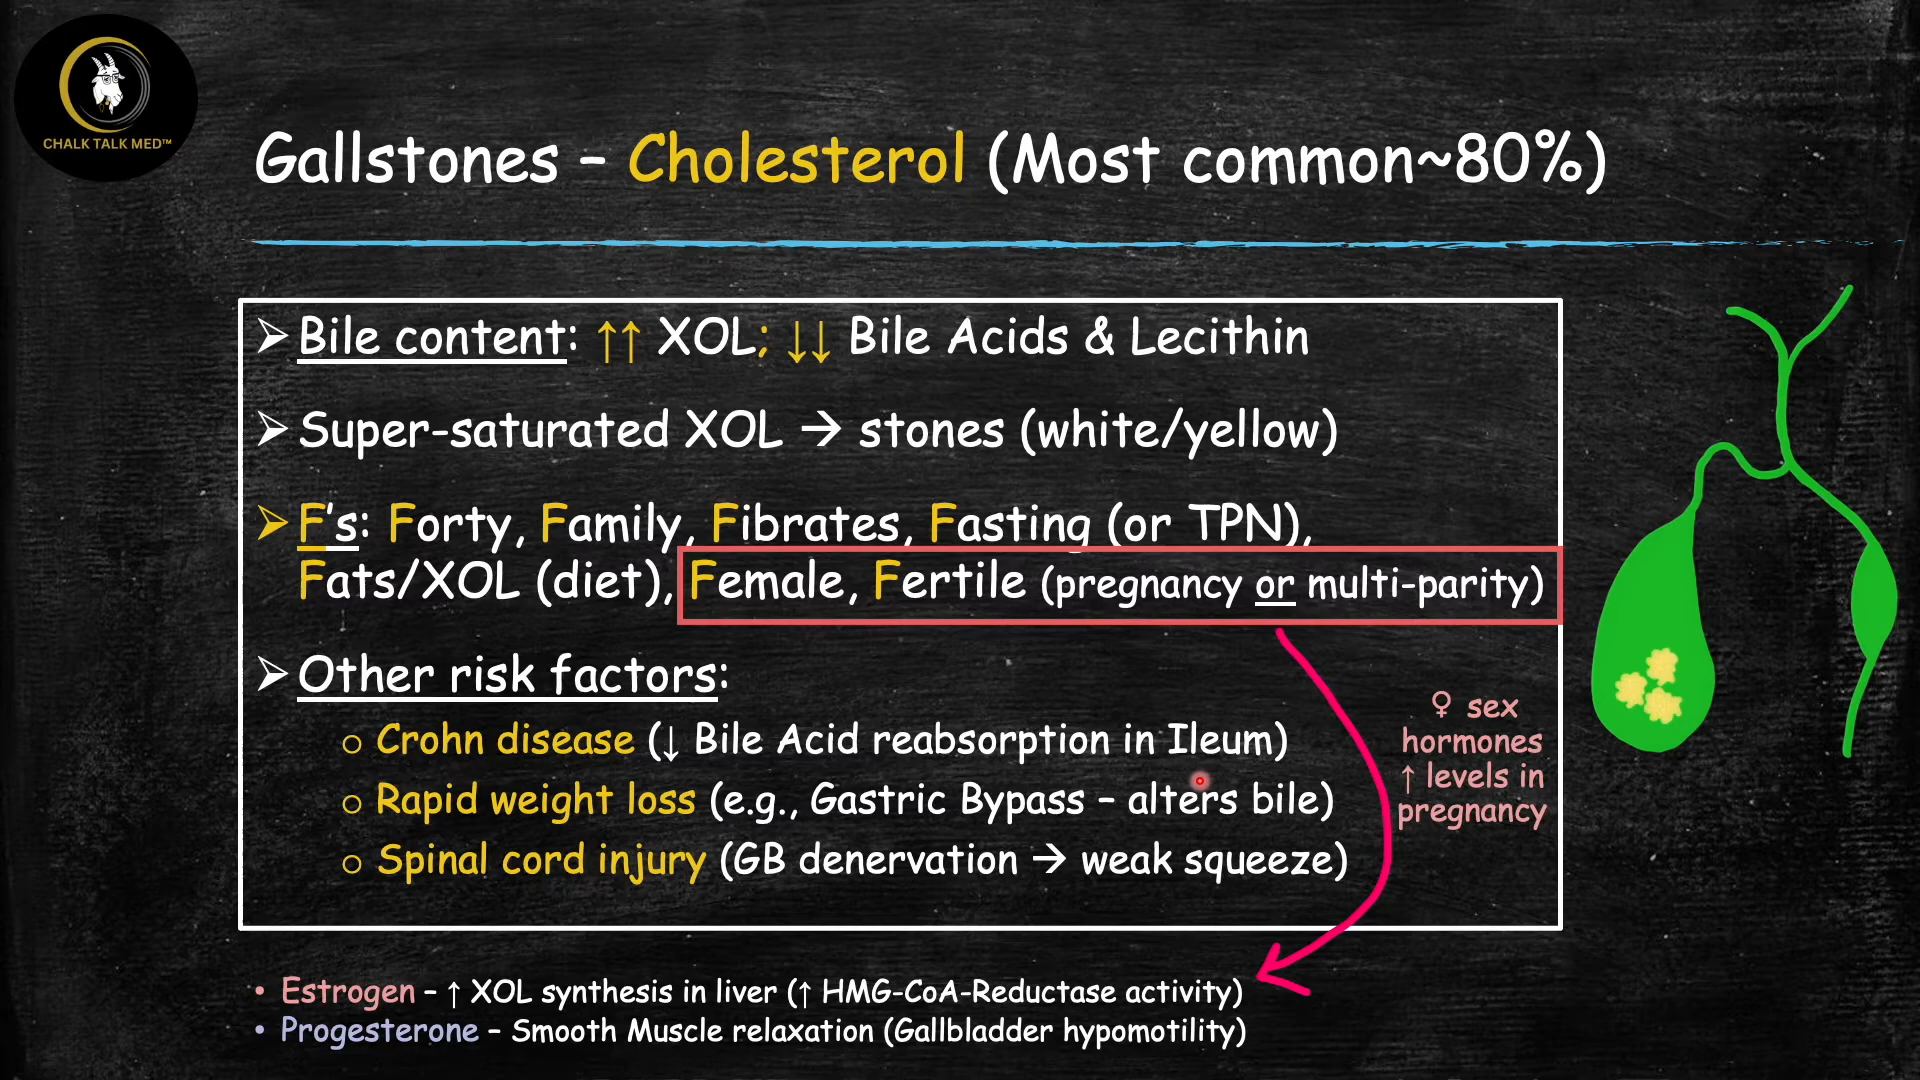 CHALK TALK MED™
Gallstones – Cholesterol (Most common~80%)
➢ Bile content: ↑↑ XOL; ↓↓ Bile Acids & Lecithin
➢ Super-saturated XOL → stones (white/yellow)
➢ F's: Forty, Family, Fibrates, Fasting (or TPN),
Fats/XOL (diet), Female, Fertile (pregnancy or multi-parity)
➢ Other risk factors:
o Crohn disease (↓ Bile Acid reabsorption in Ileum)
o Rapid weight loss (e.g., Gastric Bypass – alters bile)
o Spinal cord injury (GB denervation → weak squeeze)
♀ sex
hormones
↑ levels in
pregnancy
• Estrogen – ↑ XOL synthesis in liver (↑ HMG-CoA-Reductase activity)
• Progesterone – Smooth Muscle relaxation (Gallbladder hypomotility)